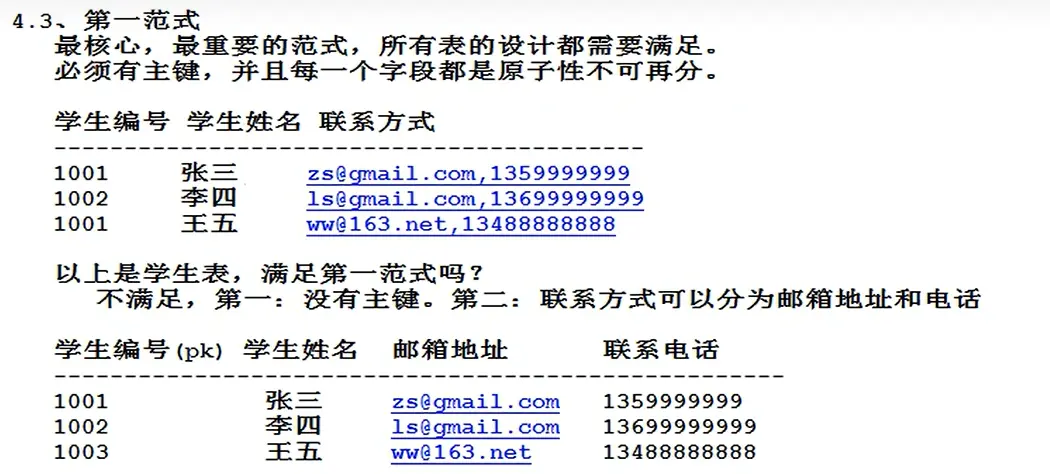 4.3、第一范式
最核心，最重要的范式，所有表的设计都需要满足。
必须有主键，并且每一个字段都是原子性不可再分。
学生编号 学生姓名 联系方式
------------------------------------------
1001 张三 zs@gmail.com,1359999999
1002 李四 ls@gmail.com,13699999999
1001 王五 ww@163.net,13488888888
以上是学生表，满足第一范式吗？
不满足，第一：没有主键。第二：联系方式可以分为邮箱地址和电话
学生编号(pk) 学生姓名 邮箱地址 联系电话
----------------------------------------------------
1001 张三 zs@gmail.com 1359999999
1002 李四 ls@gmail.com 13699999999
1003 王五 ww@163.net 13488888888